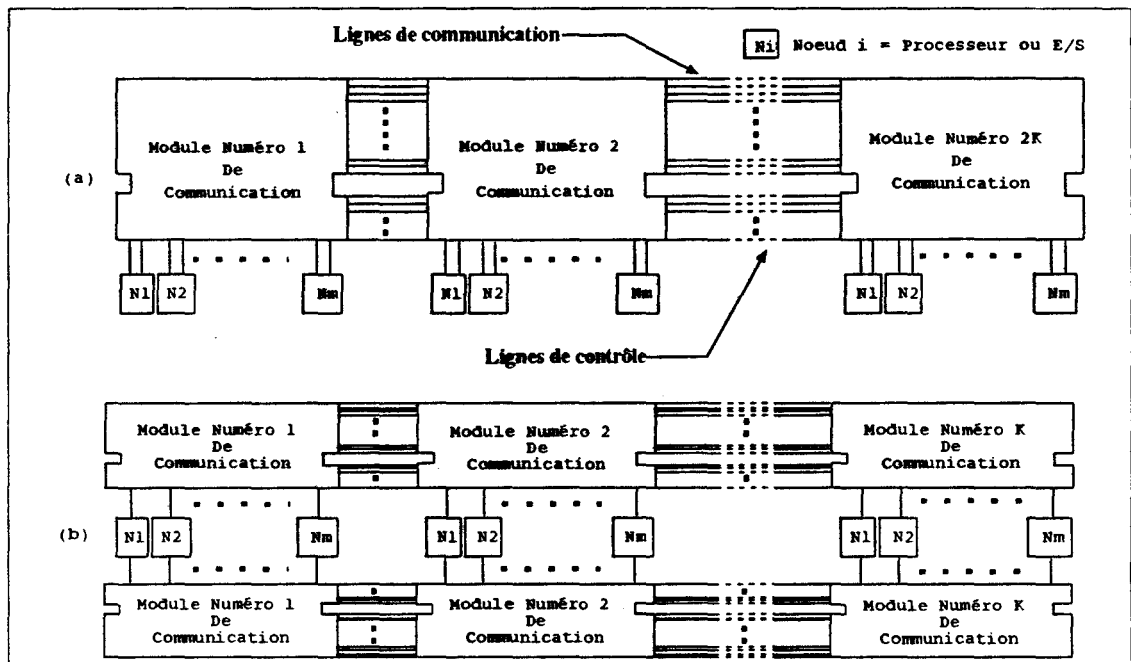 Lignes de communication
Ni Noeud i = Processeur ou E/S
Module Numéro 1
De
Communication
Module Numéro 2
De
Communication
Module Numéro 2K
De
Communication
(a)
N1 N2 Nm N1 N2 Nm N1 N2 Nm
Lignes de contrôle
Module Numéro 1
De
Communication
Module Numéro 2
De
Communication
Module Numéro K
De
Communication
(b)
N1 N2 Nm N1 N2 Nm N1 N2 Nm
Module Numéro 1
De
Communication
Module Numéro 2
De
Communication
Module Numéro K
De
Communication